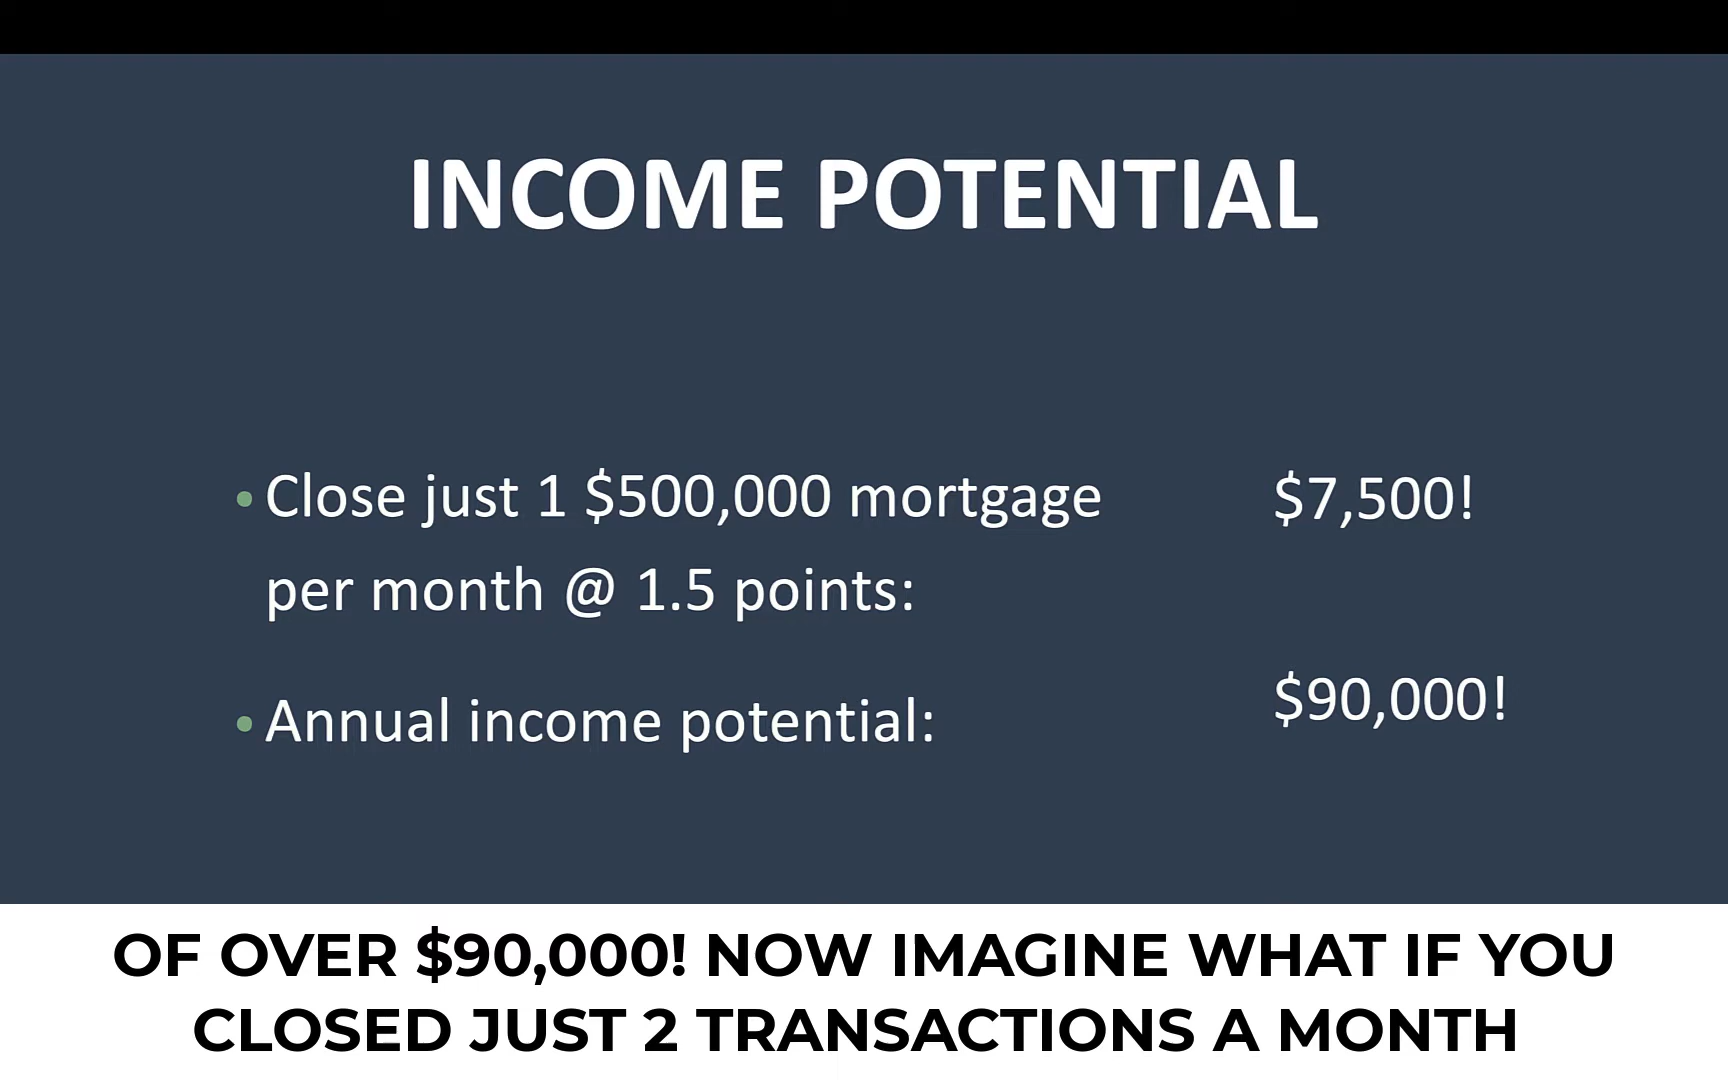 INCOME POTENTIAL
• Close just 1 $500,000 mortgage $7,500!
per month @ 1.5 points:
• Annual income potential: $90,000!
OF OVER $90,000! NOW IMAGINE WHAT IF YOU
CLOSED JUST 2 TRANSACTIONS A MONTH